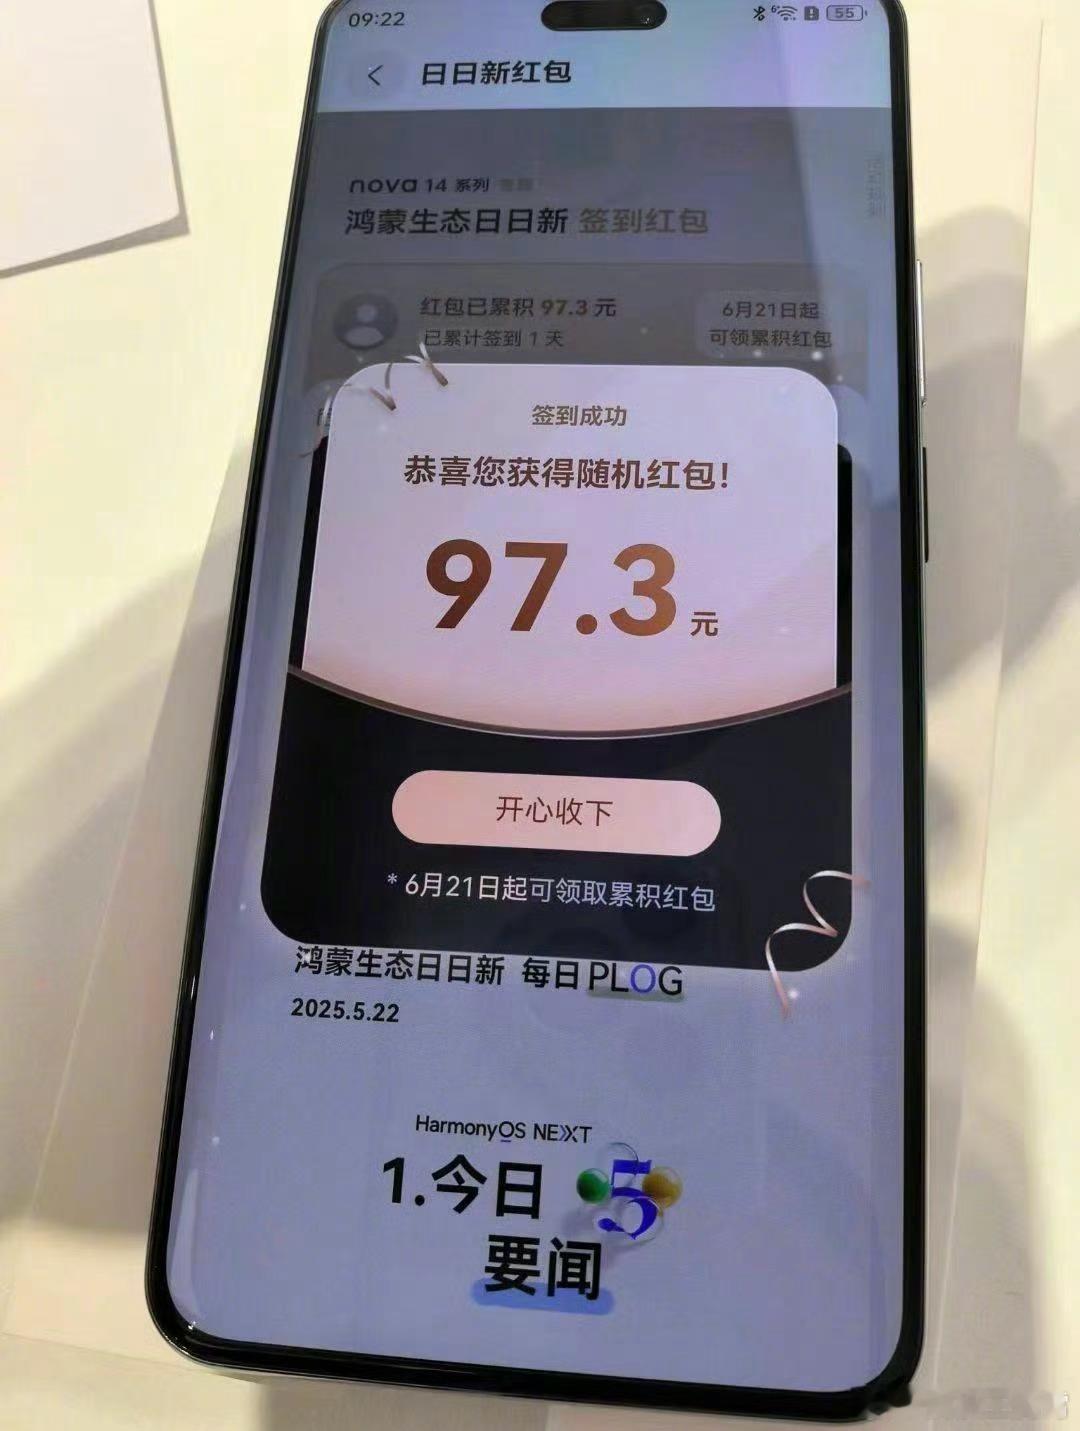 09:22
55
日日新红包
nova 14 系列
鸿蒙生态日日新 签到红包
红包已累积 97.3 元
已累计签到 1 天
6月21日起
可领累积红包
签到成功
恭喜您获得随机红包!
97.3 元
开心收下
* 6月21日起可领取累积红包
鸿蒙生态日日新 每日PLOG
2025.5.22
HarmonyOS NEXT
1.今日
5
要闻